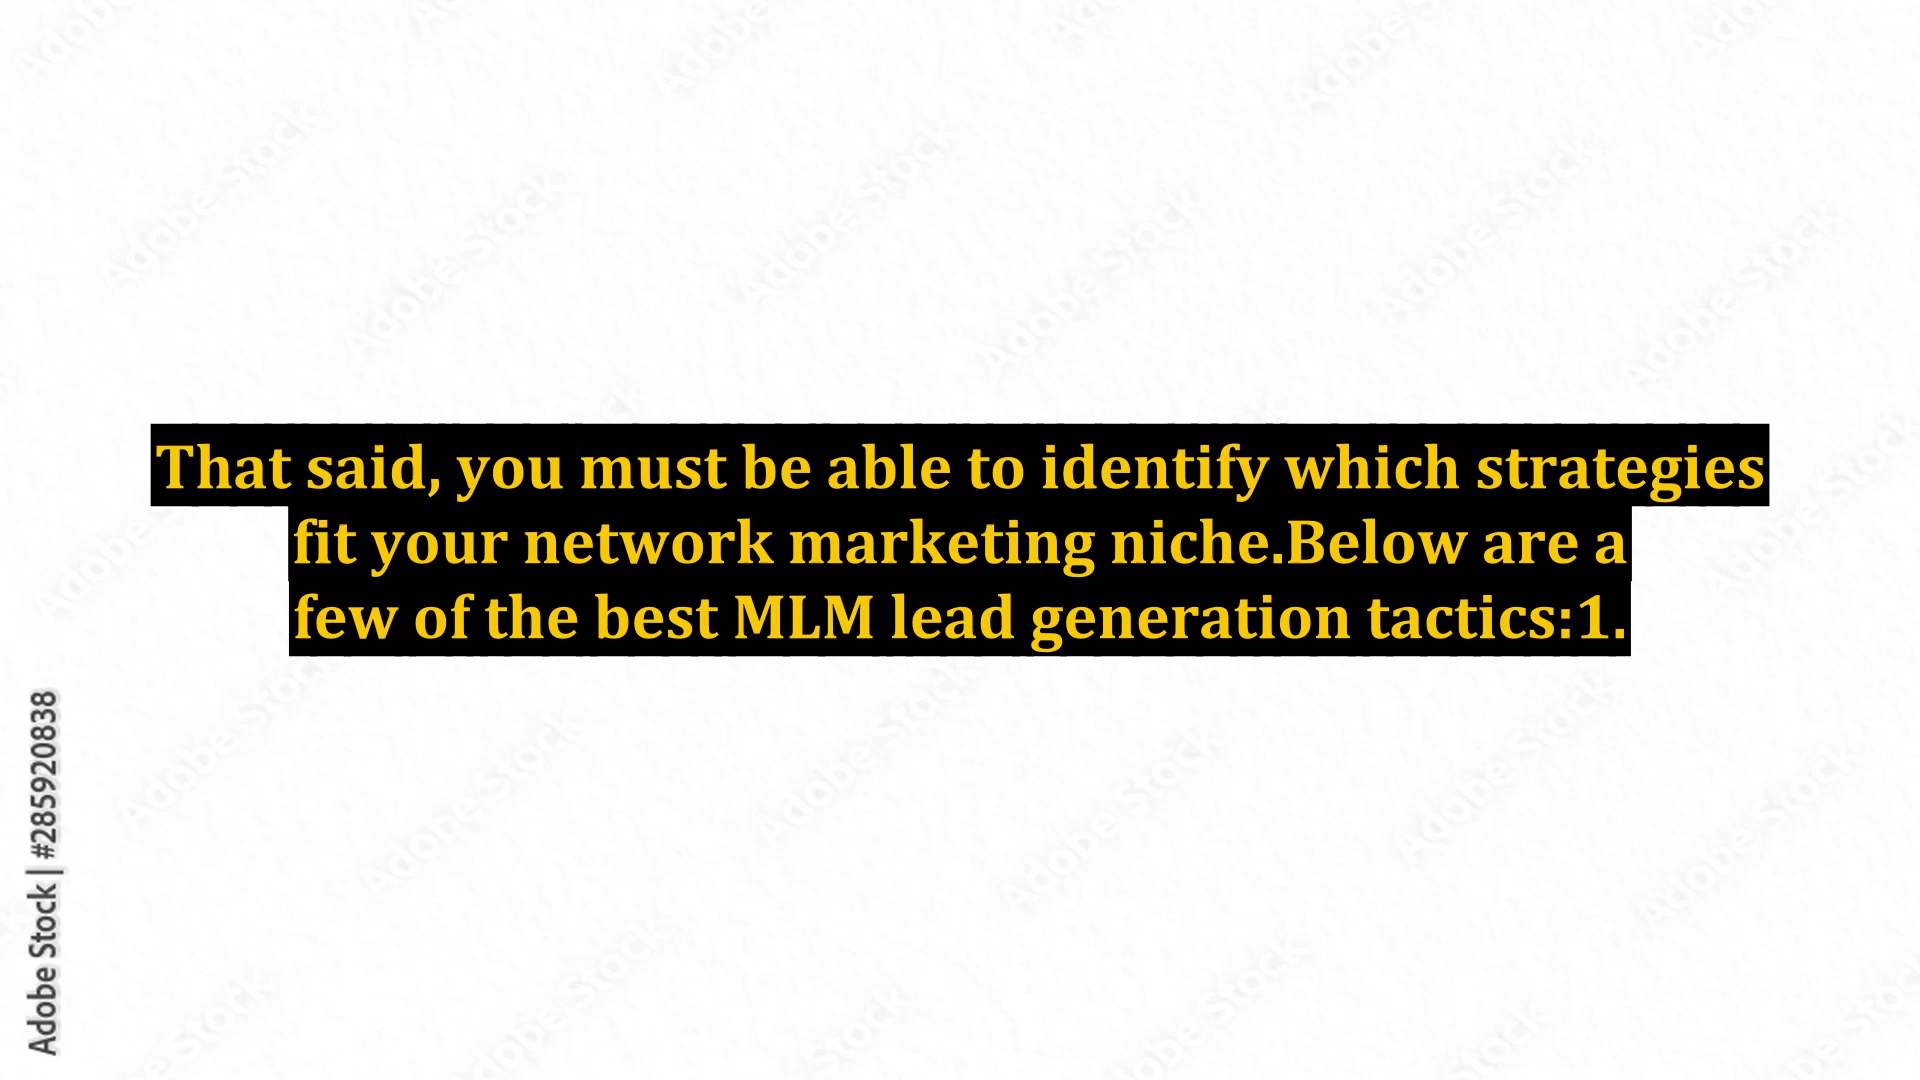 That said, you must be able to identify which strategies
fit your network marketing niche.Below are a
few of the best MLM lead generation tactics:1.
Adobe Stock | #285920838